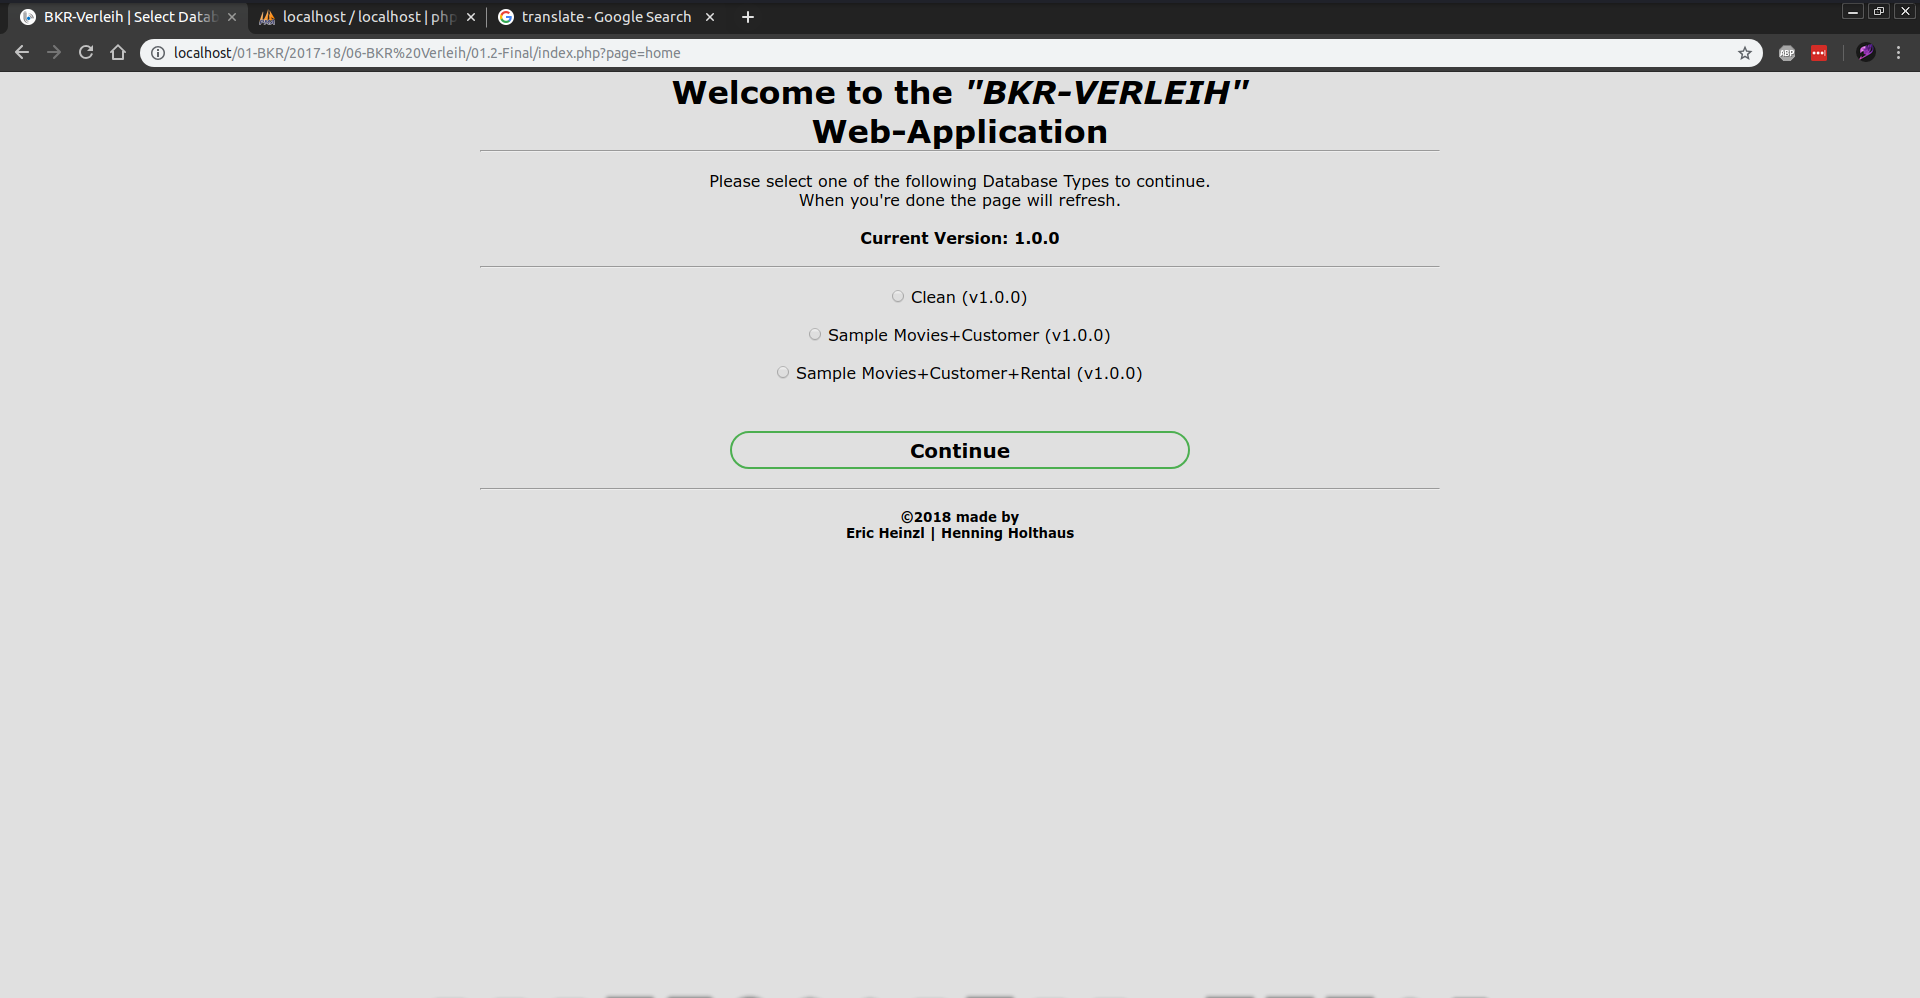 BKR-Verleih | Select Datab
localhost / localhost | php
translate - Google Search
localhost/01-BKR/2017-18/06-BKR%20Verleih/01.2-Final/index.php?page=home
ABP
Welcome to the "BKR-VERLEIH"
Web-Application
Please select one of the following Database Types to continue.
When you're done the page will refresh.
Current Version: 1.0.0
Clean (v1.0.0)
Sample Movies+Customer (v1.0.0)
Sample Movies+Customer+Rental (v1.0.0)
Continue
©2018 made by
Eric Heinzl | Henning Holthaus